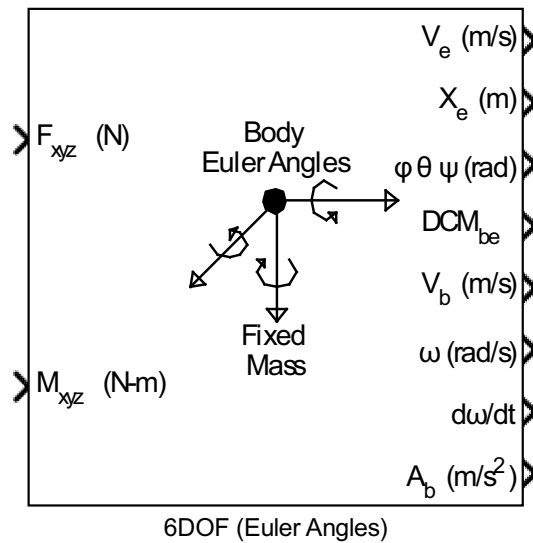 V_e (m/s)
X_e (m)
F_xyz (N)
Body
Euler Angles
φ θ ψ (rad)
DCM_be
V_b (m/s)
Fixed
Mass
ω (rad/s)
M_xyz (N-m)
dω/dt
A_b (m/s²)
6DOF (Euler Angles)